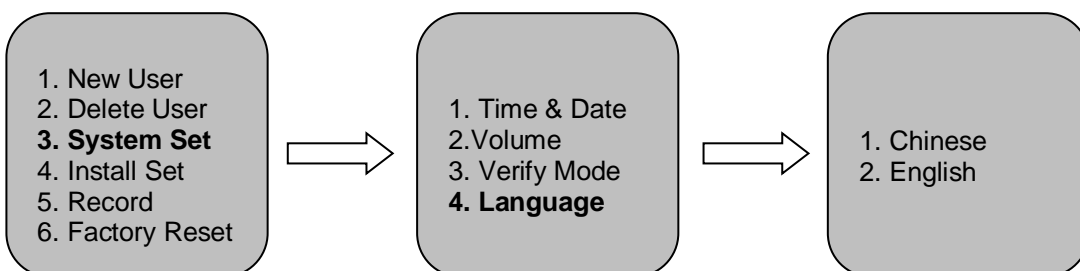 1. New User
2. Delete User
3. System Set
4. Install Set
5. Record
6. Factory Reset
1. Time & Date
2.Volume
3. Verify Mode
4. Language
1. Chinese
2. English